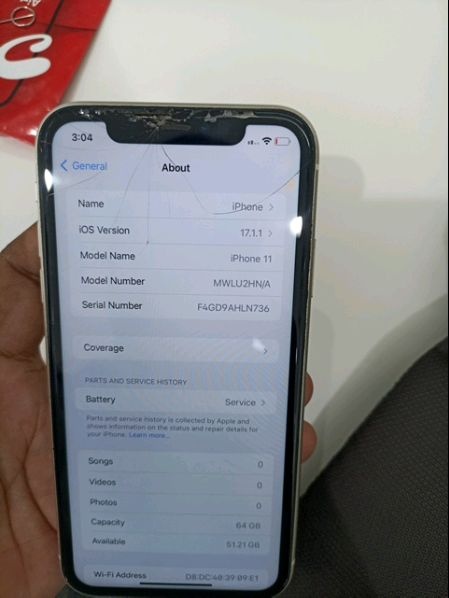 3:04
General
About
Name iPhone
iOS Version 17.1.1
Model Name iPhone 11
Model Number MWLU2HN/A
Serial Number F4GD9AHLN736
Coverage
PARTS AND SERVICE HISTORY
Battery Service
Parts and service history is collected by Apple and
shows information on the status and repair details for
your iPhone. Learn more...
Songs 0
Videos 0
Photos 0
Capacity 64 GB
Available 51.21 GB
Wi-Fi Address D8:DC:40:39:09:E1